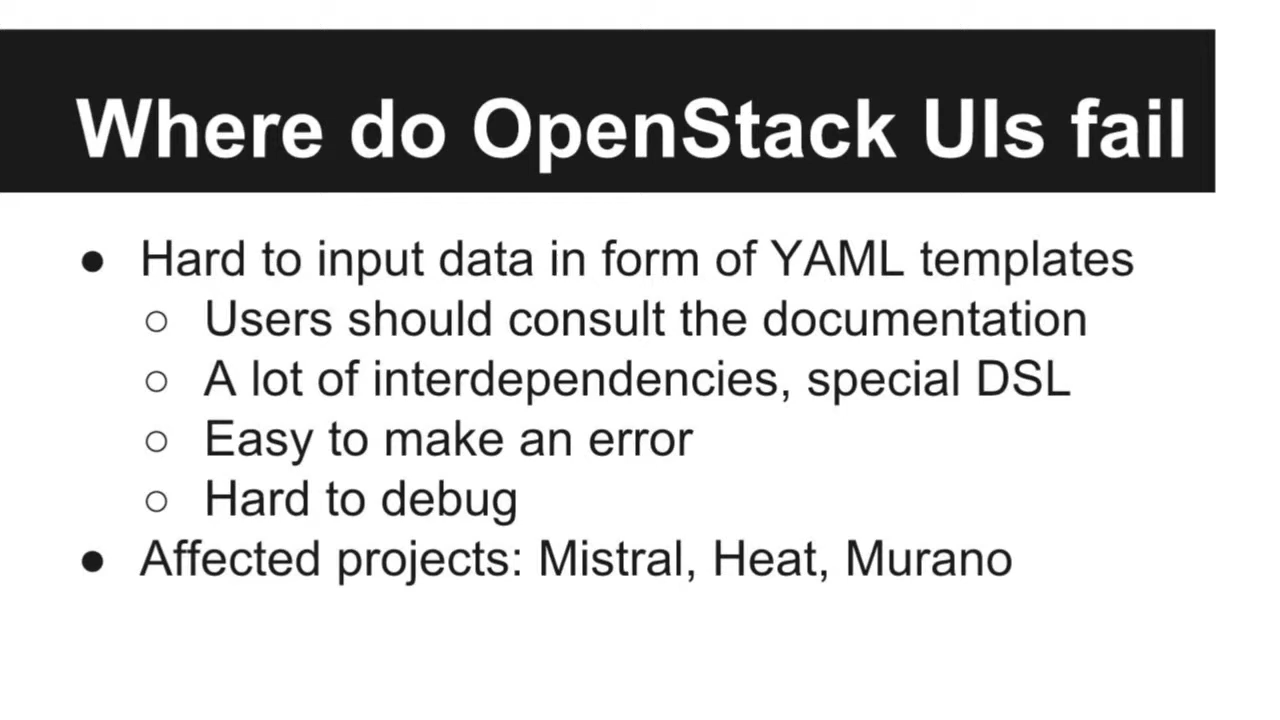 Where do OpenStack UIs fail
● Hard to input data in form of YAML templates
○ Users should consult the documentation
○ A lot of interdependencies, special DSL
○ Easy to make an error
○ Hard to debug
● Affected projects: Mistral, Heat, Murano